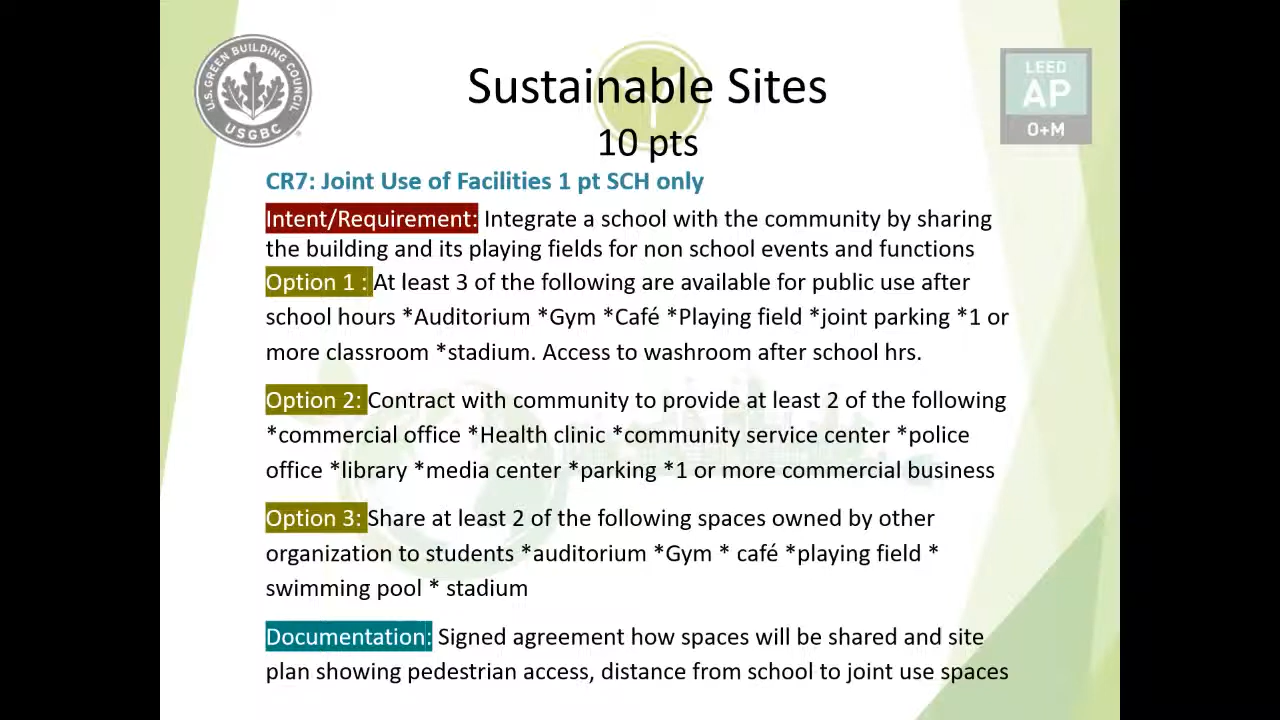 U.S. GREEN BUILDING COUNCIL
USGBC
LEED
AP
O+M
Sustainable Sites
10 pts
CR7: Joint Use of Facilities 1 pt SCH only
Intent/Requirement: Integrate a school with the community by sharing
the building and its playing fields for non school events and functions
Option 1 : At least 3 of the following are available for public use after
school hours *Auditorium *Gym *Café *Playing field *joint parking *1 or
more classroom *stadium. Access to washroom after school hrs.
Option 2: Contract with community to provide at least 2 of the following
*commercial office *Health clinic *community service center *police
office *library *media center *parking *1 or more commercial business
Option 3: Share at least 2 of the following spaces owned by other
organization to students *auditorium *Gym * café *playing field *
swimming pool * stadium
Documentation: Signed agreement how spaces will be shared and site
plan showing pedestrian access, distance from school to joint use spaces